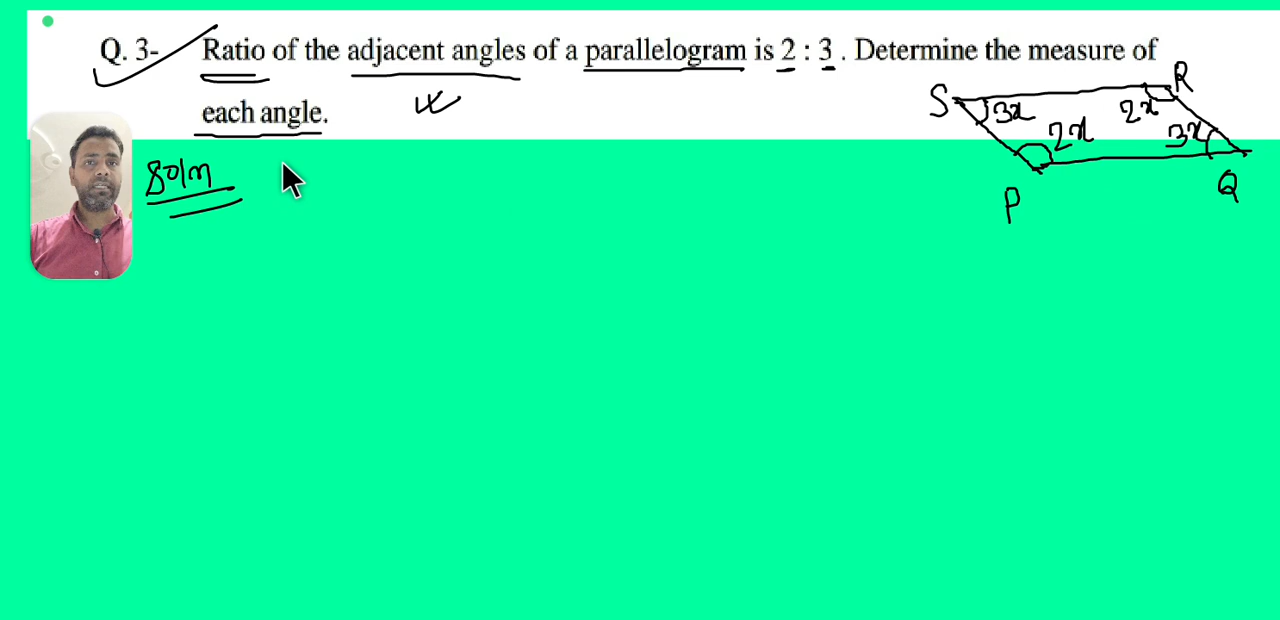 Q. 3- Ratio of the adjacent angles of a parallelogram is 2 : 3 . Determine the measure of
each angle.
S R
3x 2x
2x 3x
P Q
Sol^n